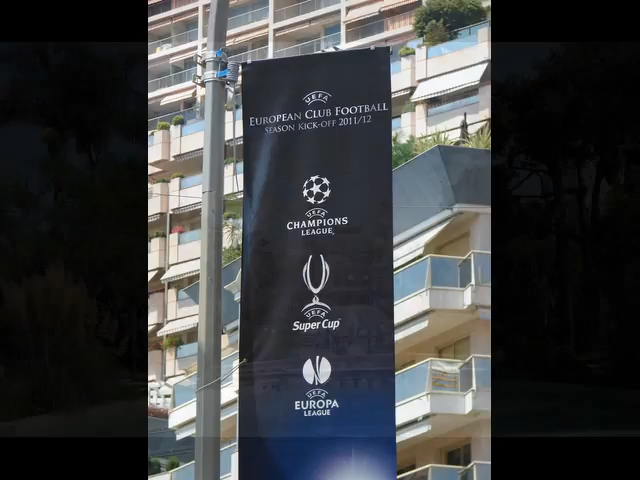 UEFA
EUROPEAN CLUB FOOTBALL
SEASON KICK-OFF 2011/12
UEFA
CHAMPIONS
LEAGUE
UEFA
Super Cup
UEFA
EUROPA
LEAGUE